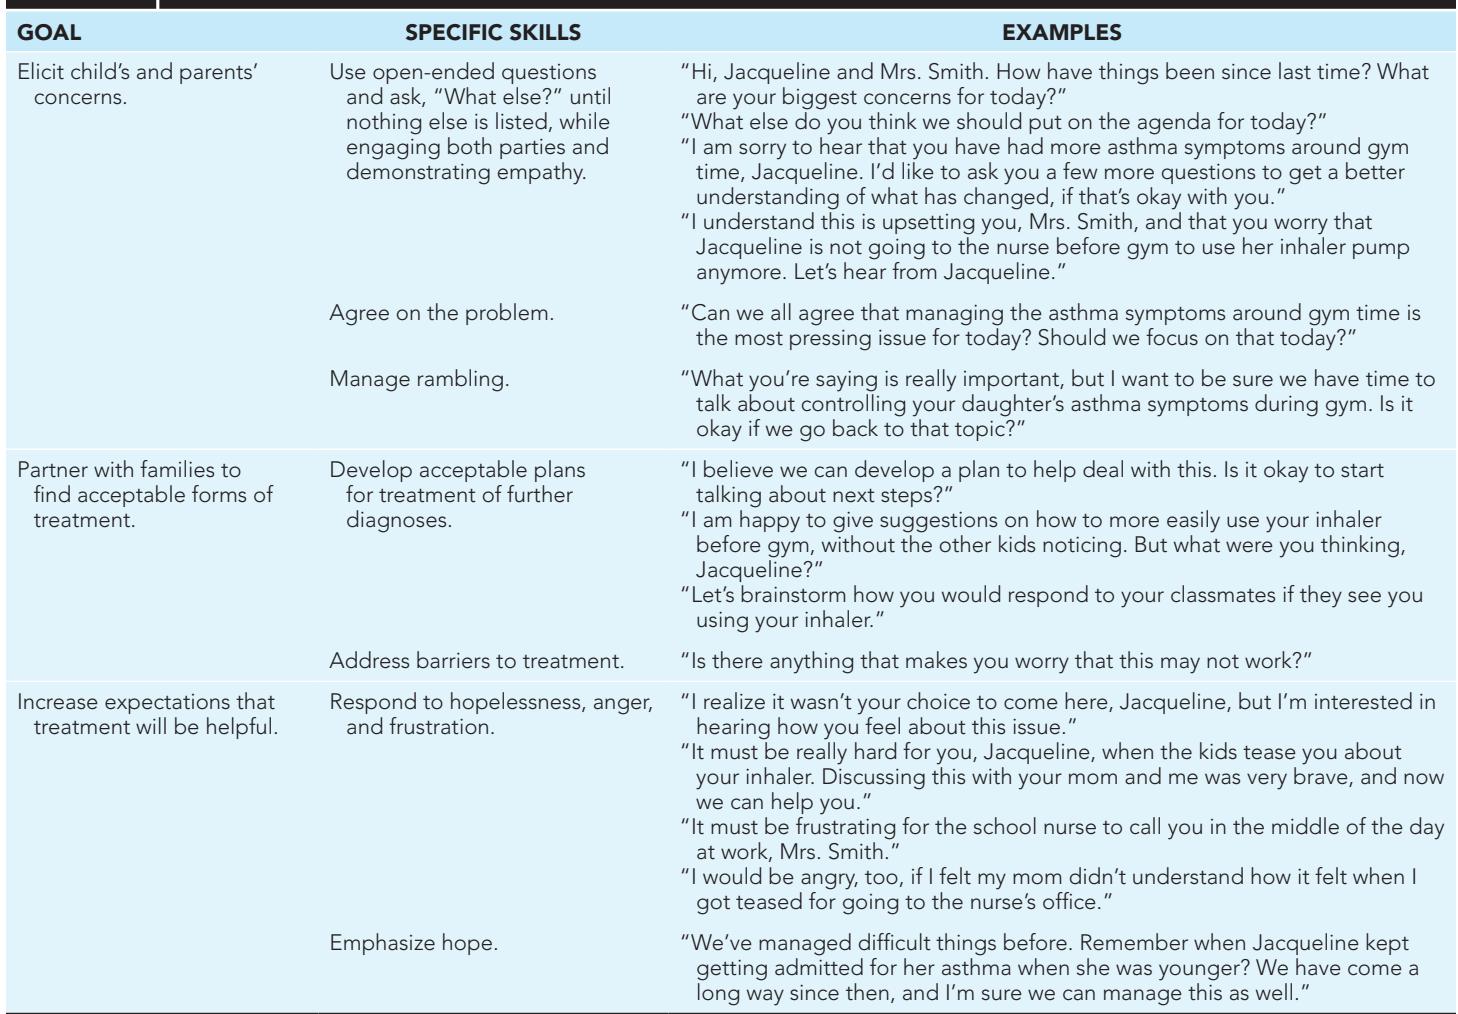 GOAL SPECIFIC SKILLS EXAMPLES
Elicit child’s and parents’
concerns.
Use open-ended questions
and ask, “What else?” until
nothing else is listed, while
engaging both parties and
demonstrating empathy.
“Hi, Jacqueline and Mrs. Smith. How have things been since last time? What
are your biggest concerns for today?”
“What else do you think we should put on the agenda for today?”
“I am sorry to hear that you have had more asthma symptoms around gym
time, Jacqueline. I’d like to ask you a few more questions to get a better
understanding of what has changed, if that’s okay with you.”
“I understand this is upsetting you, Mrs. Smith, and that you worry that
Jacqueline is not going to the nurse before gym to use her inhaler pump
anymore. Let’s hear from Jacqueline.”
Agree on the problem.
“Can we all agree that managing the asthma symptoms around gym time is
the most pressing issue for today? Should we focus on that today?”
Manage rambling.
“What you’re saying is really important, but I want to be sure we have time to
talk about controlling your daughter’s asthma symptoms during gym. Is it
okay if we go back to that topic?”
Partner with families to
find acceptable forms of
treatment.
Develop acceptable plans
for treatment of further
diagnoses.
“I believe we can develop a plan to help deal with this. Is it okay to start
talking about next steps?”
“I am happy to give suggestions on how to more easily use your inhaler
before gym, without the other kids noticing. But what were you thinking,
Jacqueline?”
“Let’s brainstorm how you would respond to your classmates if they see you
using your inhaler.”
Address barriers to treatment.
“Is there anything that makes you worry that this may not work?”
Increase expectations that
treatment will be helpful.
Respond to hopelessness, anger,
and frustration.
“I realize it wasn’t your choice to come here, Jacqueline, but I’m interested in
hearing how you feel about this issue.”
“It must be really hard for you, Jacqueline, when the kids tease you about
your inhaler. Discussing this with your mom and me was very brave, and now
we can help you.”
“It must be frustrating for the school nurse to call you in the middle of the day
at work, Mrs. Smith.”
“I would be angry, too, if I felt my mom didn’t understand how it felt when I
got teased for going to the nurse’s office.”
Emphasize hope.
“We’ve managed difficult things before. Remember when Jacqueline kept
getting admitted for her asthma when she was younger? We have come a
long way since then, and I’m sure we can manage this as well.”